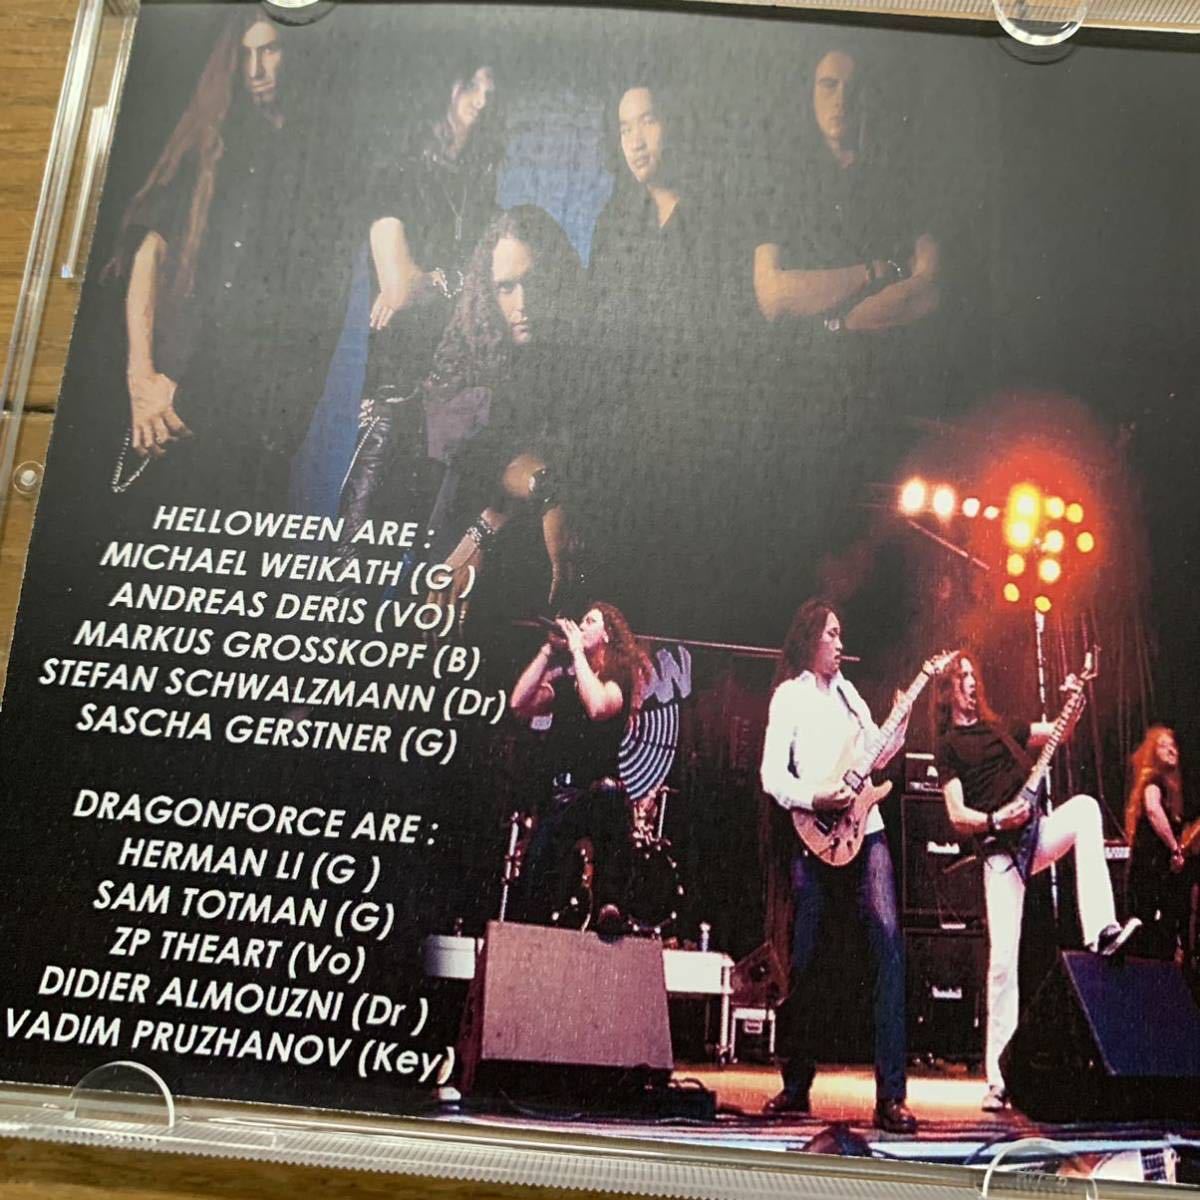 HELLOWEEN ARE :
MICHAEL WEIKATH (G )
ANDREAS DERIS (VO)
MARKUS GROSSKOPF (B)
STEFAN SCHWALZMANN (Dr)
SASCHA GERSTNER (G)
DRAGONFORCE ARE :
HERMAN LI (G )
SAM TOTMAN (G)
ZP THEART (Vo)
DIDIER ALMOUZNI (Dr )
VADIM PRUZHANOV (Key)